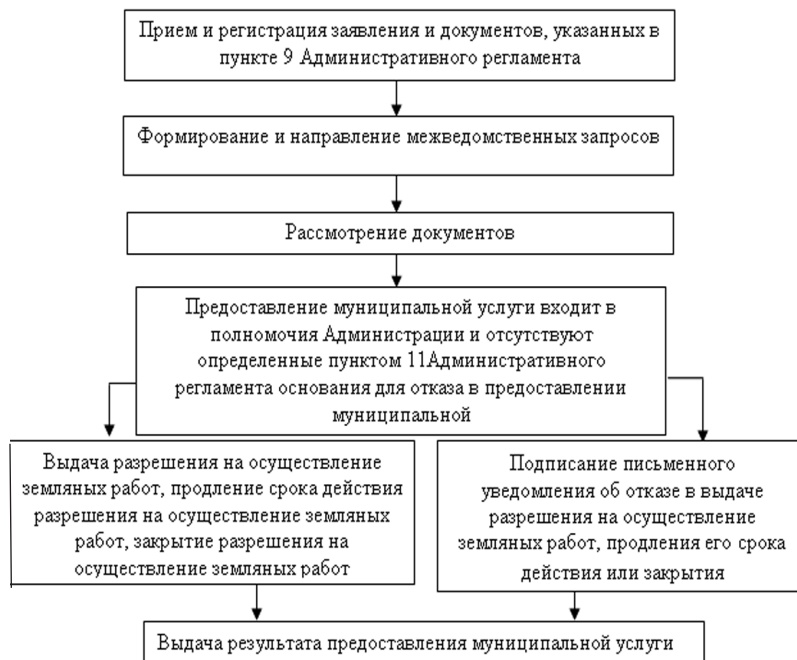 Прием и регистрация заявления и документов, указанных в
пункте 9 Административного регламента
Формирование и направление межведомственных запросов
Рассмотрение документов
Предоставление муниципальной услуги входит в
полномочия Администрации и отсутствуют
определенные пунктом 11Административного
регламента основания для отказа в предоставлении
муниципальной
Выдача разрешения на осуществление
земляных работ, продление срока действия
разрешения на осуществление земляных
работ, закрытие разрешения на
осуществление земляных работ
Подписание письменного
уведомления об отказе в выдаче
разрешения на осуществление
земляных работ, продления его срока
действия или закрытия
Выдача результата предоставления муниципальной услуги